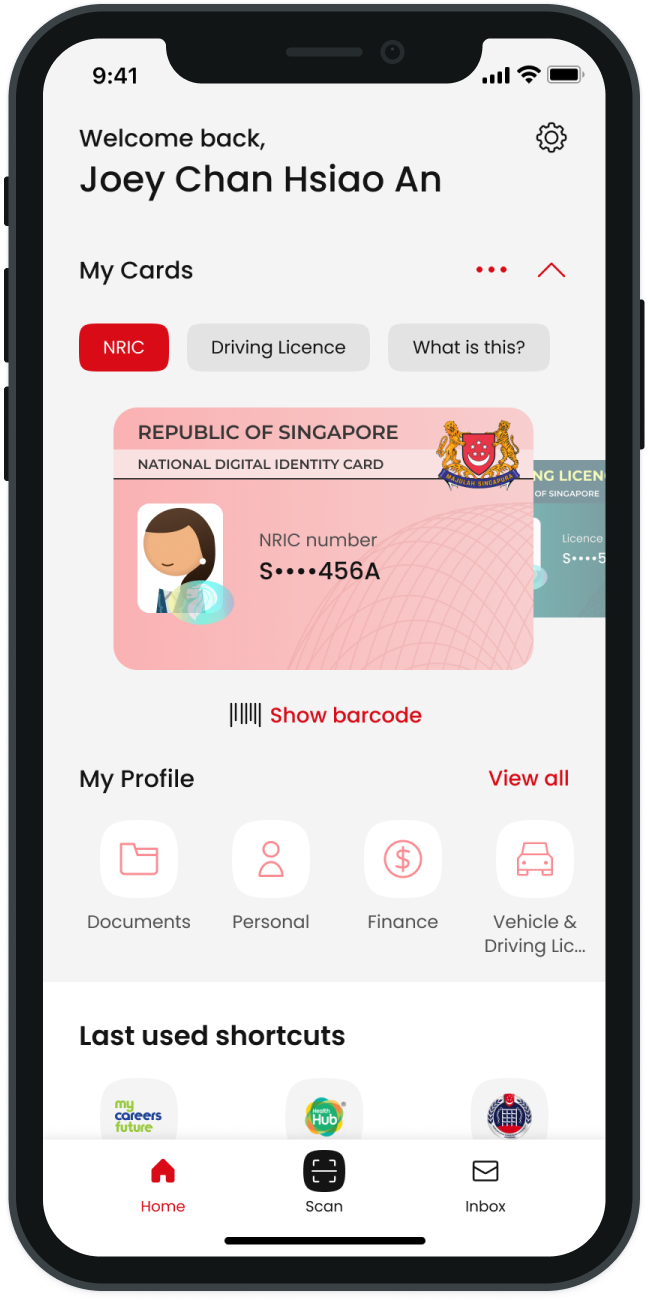 9:41
Welcome back,
Joey Chan Hsiao An
My Cards
NRIC
Driving Licence
What is this?
REPUBLIC OF SINGAPORE
NATIONAL DIGITAL IDENTITY CARD
MAJULAH SINGAPURA
NRIC number
S••••456A
NG LICEN
OF SINGAPORE
Licence
S••••5
Show barcode
My Profile
View all
Documents
Personal
Finance
Vehicle &
Driving Lic...
Last used shortcuts
my
careers
future
Health
Hub
Home
Scan
Inbox